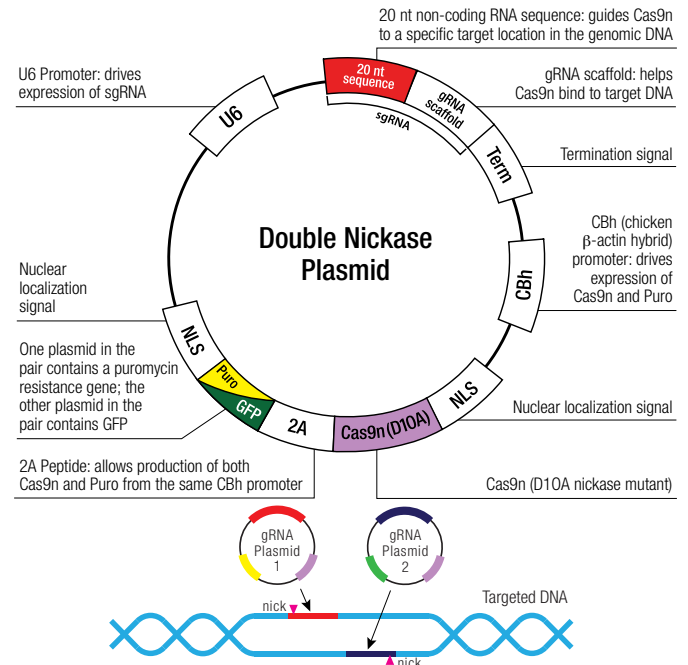 20 nt non-coding RNA sequence: guides Cas9n
to a specific target location in the genomic DNA
U6 Promoter: drives
expression of sgRNA
gRNA scaffold: helps
Cas9n bind to target DNA
20 nt
sequence
gRNA
scaffold
sgRNA
U6
Term
Termination signal
Double Nickase
Plasmid
CBh (chicken
β-actin hybrid)
promoter: drives
expression of
Cas9n and Puro
CBh
Nuclear
localization
signal
NLS
One plasmid in the
pair contains a puromycin
resistance gene; the
other plasmid in the
pair contains GFP
Puro
GFP
2A
Cas9n (D10A)
NLS
Nuclear localization signal
2A Peptide: allows production of both
Cas9n and Puro from the same CBh promoter
Cas9n (D10A nickase mutant)
gRNA
Plasmid
1
gRNA
Plasmid
2
Targeted DNA
nick
nick